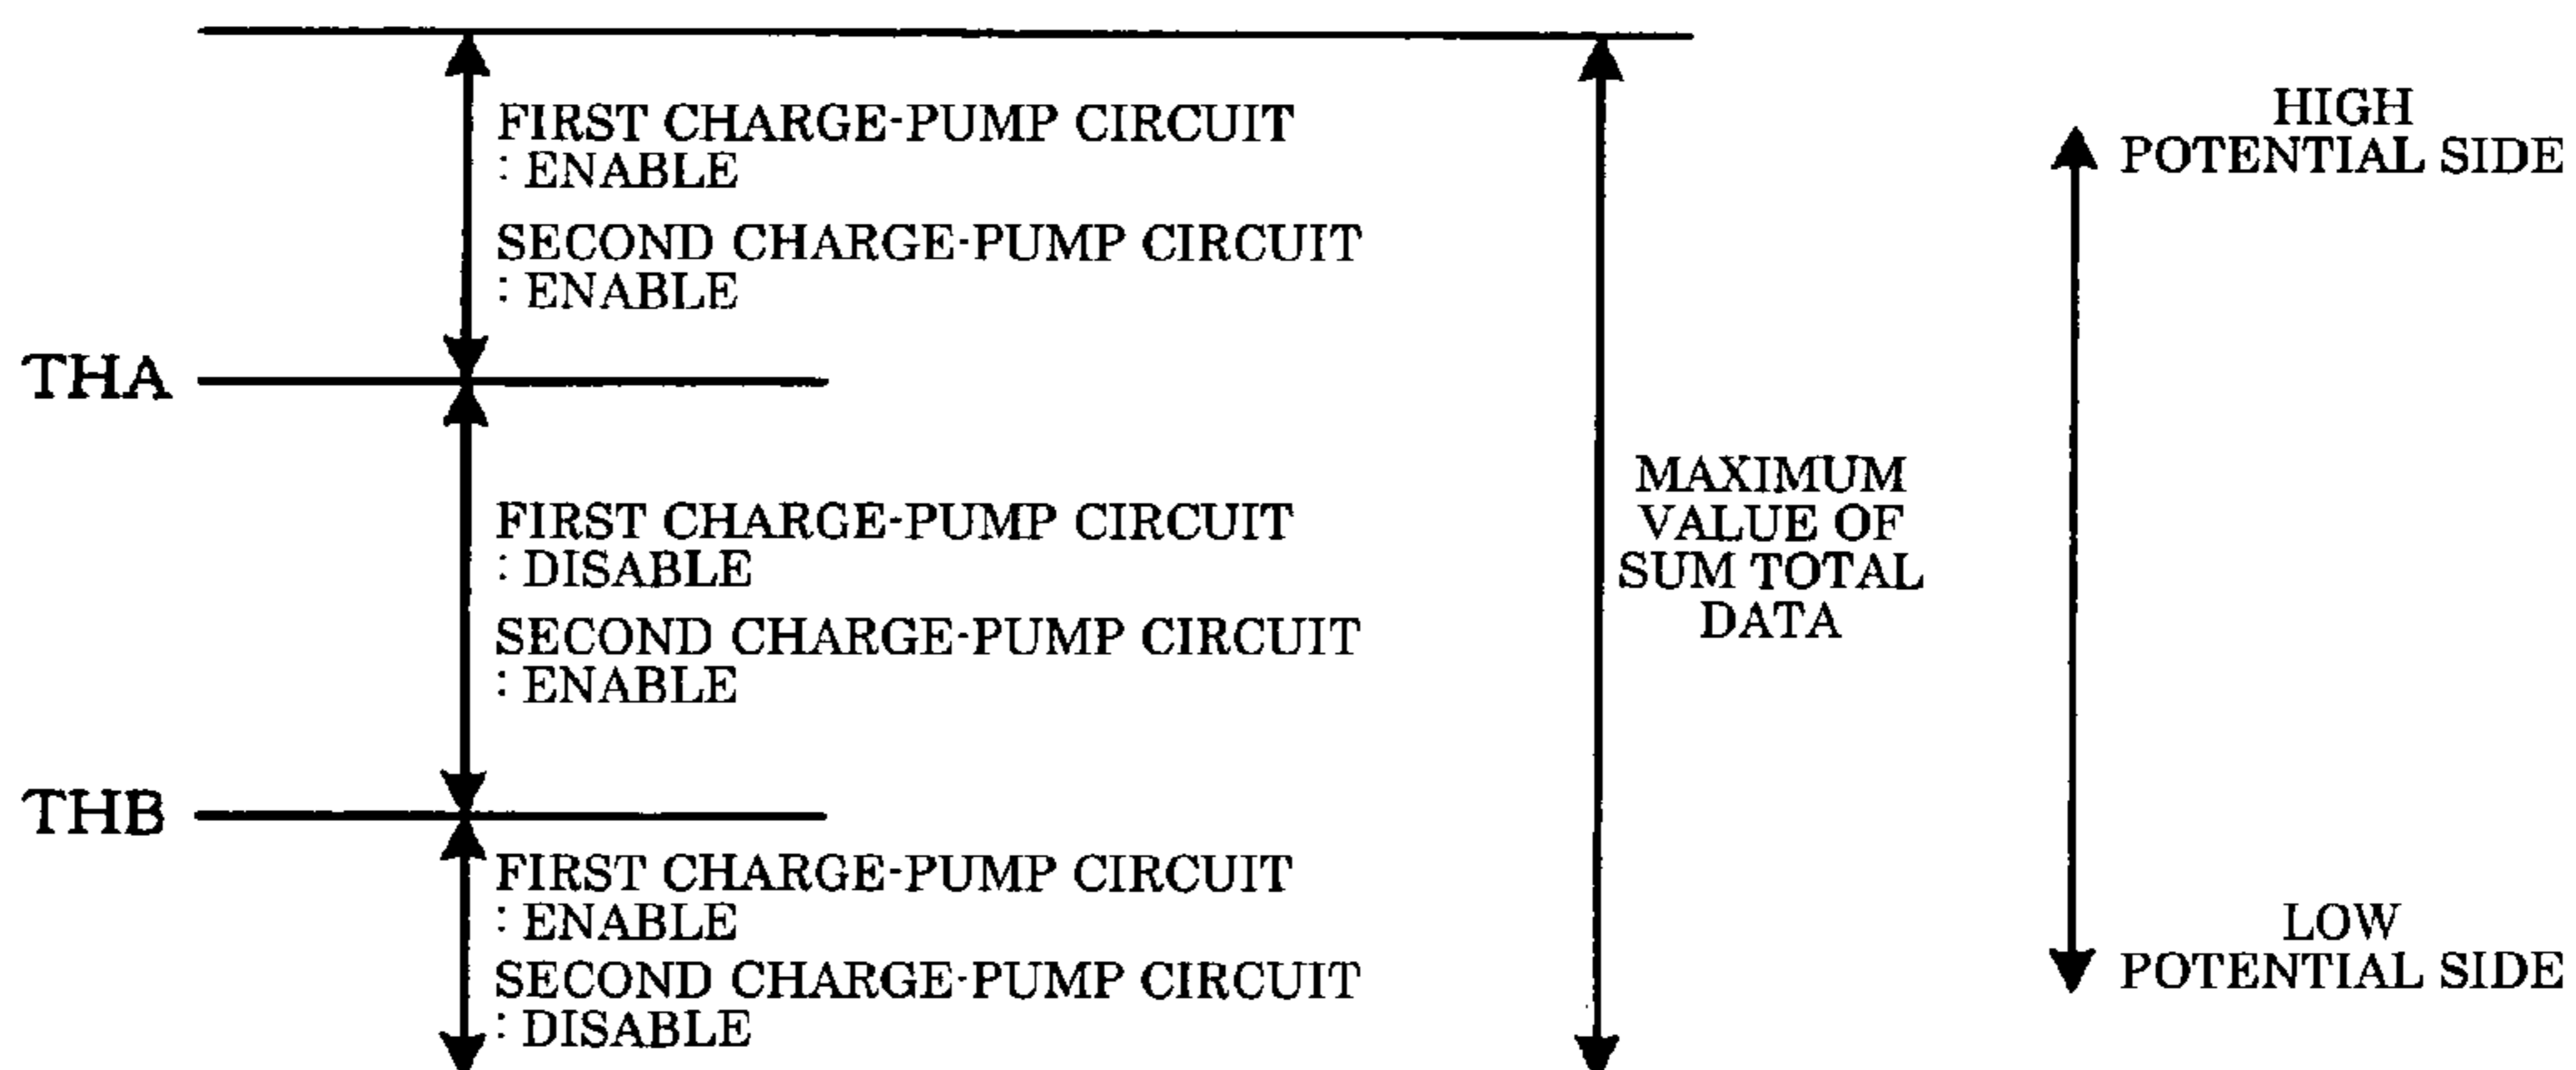 FIRST CHARGE-PUMP CIRCUIT
: ENABLE
SECOND CHARGE-PUMP CIRCUIT
: ENABLE
THA
FIRST CHARGE-PUMP CIRCUIT
: DISABLE
SECOND CHARGE-PUMP CIRCUIT
: ENABLE
THB
FIRST CHARGE-PUMP CIRCUIT
: ENABLE
SECOND CHARGE-PUMP CIRCUIT
: DISABLE
MAXIMUM
VALUE OF
SUM TOTAL
DATA
HIGH
POTENTIAL SIDE
LOW
POTENTIAL SIDE